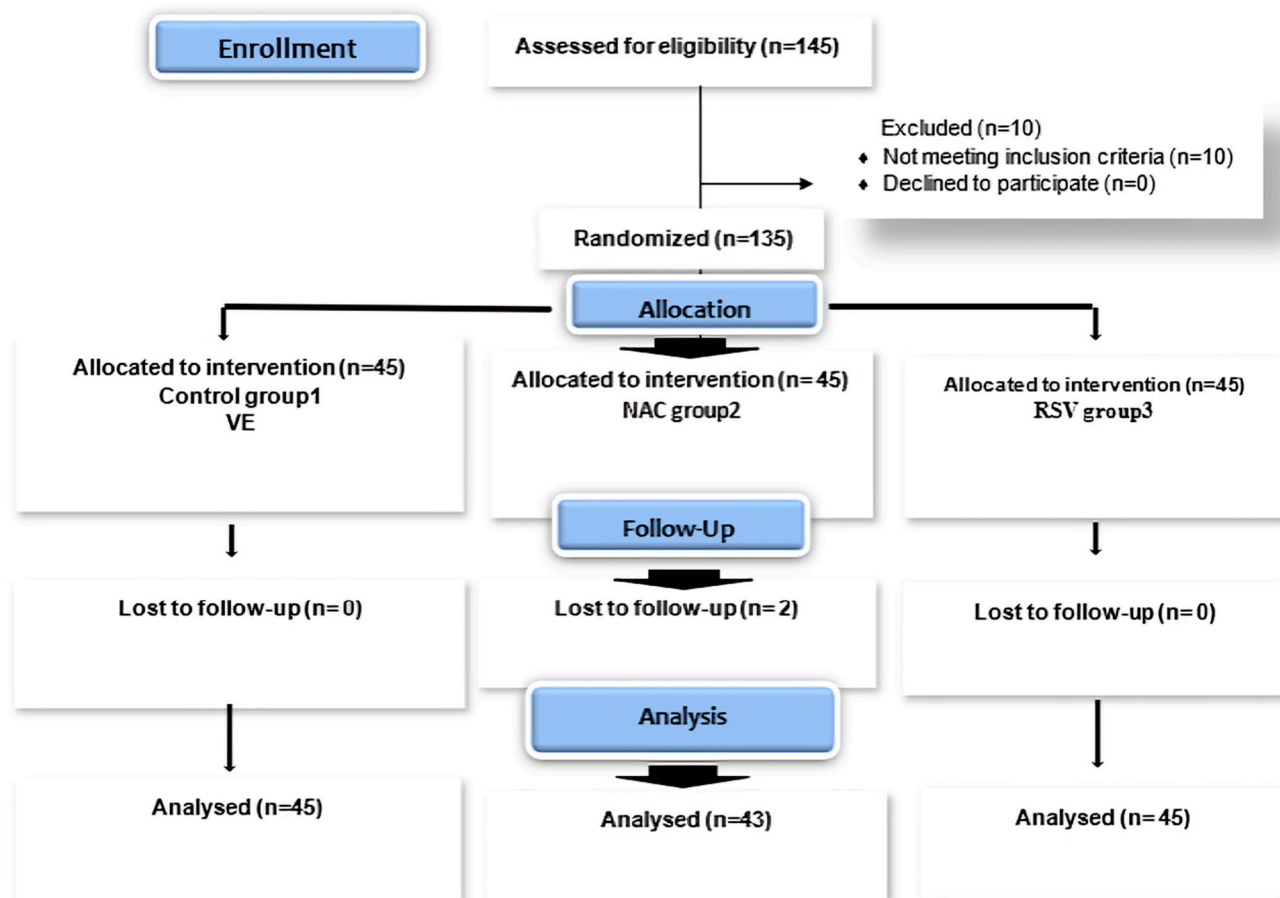 Enrollment
Assessed for eligibility (n=145)
Excluded (n=10)
♦ Not meeting inclusion criteria (n=10)
♦ Declined to participate (n=0)
Randomized (n=135)
Allocation
Allocated to intervention (n=45)
Control group1
VE
Allocated to intervention (n= 45)
NAC group2
Allocated to intervention (n=45)
RSV group3
Follow-Up
Lost to follow-up (n= 0)
Lost to follow-up (n= 2)
Lost to follow-up (n= 0)
Analysis
Analysed (n=45)
Analysed (n=43)
Analysed (n= 45)